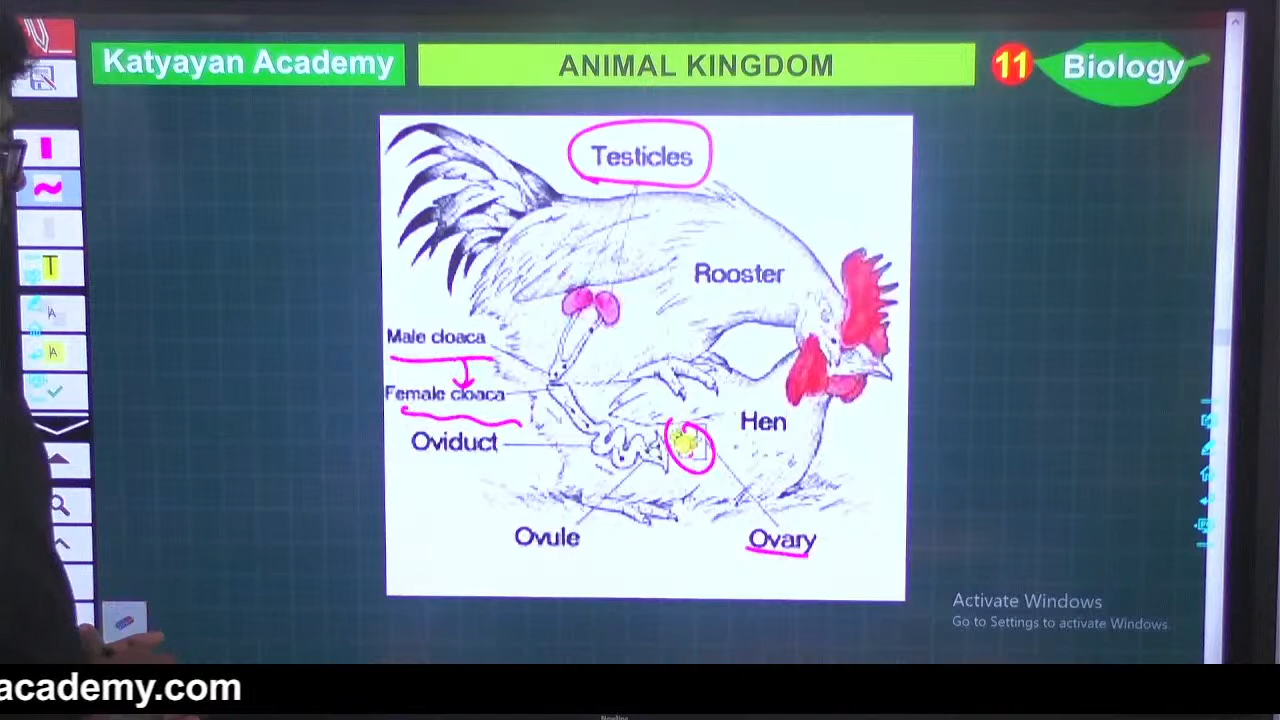 Katyayan Academy
ANIMAL KINGDOM
11 Biology
Testicles
Rooster
Male cloaca
Female cloaca
Hen
Oviduct
Ovule
Ovary
T
A
A
Activate Windows
Go to Settings to activate Windows.
academy.com